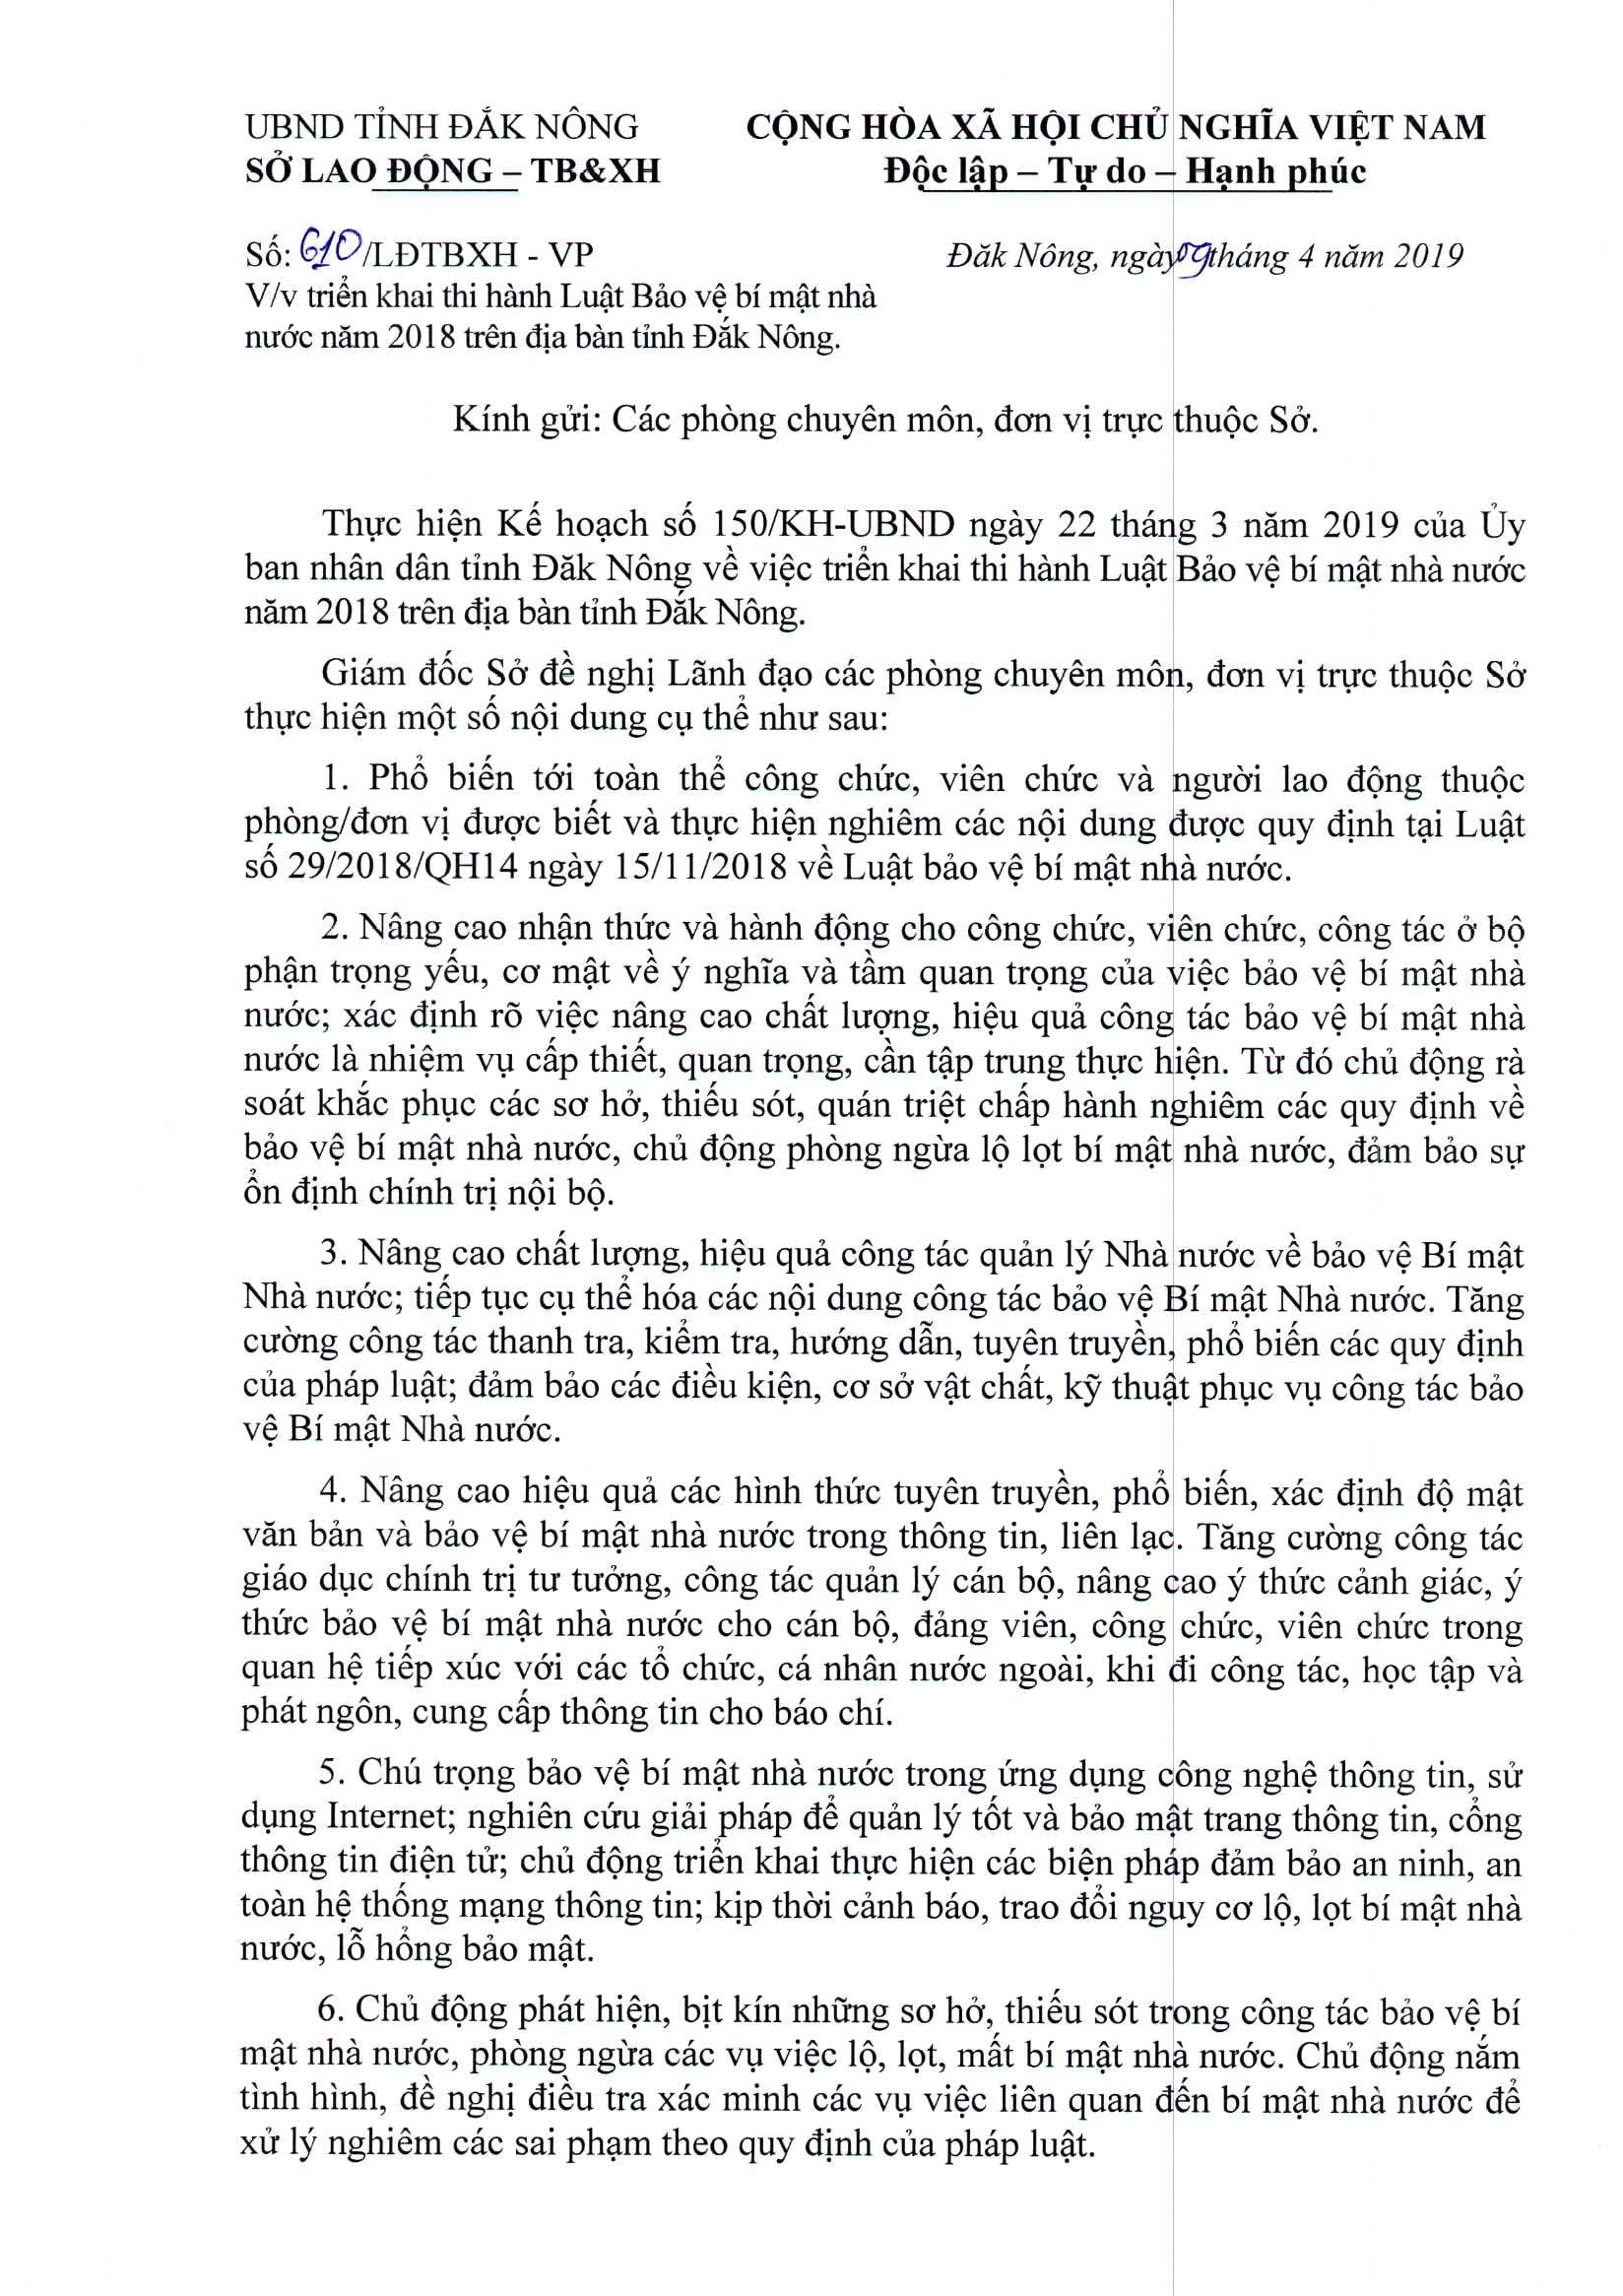 UBND TỈNH ĐẮK NÔNG
SỞ LAO ĐỘNG – TB&XH
CỘNG HÒA XÃ HỘI CHỦ NGHĨA VIỆT NAM
Độc lập – Tự do – Hạnh phúc
Số: 610/LĐTBXH - VP
Đăk Nông, ngày 09 tháng 4 năm 2019
V/v triển khai thi hành Luật Bảo vệ bí mật nhà
nước năm 2018 trên địa bàn tỉnh Đắk Nông.
Kính gửi: Các phòng chuyên môn, đơn vị trực thuộc Sở.
Thực hiện Kế hoạch số 150/KH-UBND ngày 22 tháng 3 năm 2019 của Ủy
ban nhân dân tỉnh Đăk Nông về việc triển khai thi hành Luật Bảo vệ bí mật nhà nước
năm 2018 trên địa bàn tỉnh Đắk Nông.
Giám đốc Sở đề nghị Lãnh đạo các phòng chuyên môn, đơn vị trực thuộc Sở
thực hiện một số nội dung cụ thể như sau:
1. Phổ biến tới toàn thể công chức, viên chức và người lao động thuộc
phòng/đơn vị được biết và thực hiện nghiêm các nội dung được quy định tại Luật
số 29/2018/QH14 ngày 15/11/2018 về Luật bảo vệ bí mật nhà nước.
2. Nâng cao nhận thức và hành động cho công chức, viên chức, công tác ở bộ
phận trọng yếu, cơ mật về ý nghĩa và tầm quan trọng của việc bảo vệ bí mật nhà
nước; xác định rõ việc nâng cao chất lượng, hiệu quả công tác bảo vệ bí mật nhà
nước là nhiệm vụ cấp thiết, quan trọng, cần tập trung thực hiện. Từ đó chủ động rà
soát khắc phục các sơ hở, thiếu sót, quán triệt chấp hành nghiêm các quy định về
bảo vệ bí mật nhà nước, chủ động phòng ngừa lộ lọt bí mật nhà nước, đảm bảo sự
ổn định chính trị nội bộ.
3. Nâng cao chất lượng, hiệu quả công tác quản lý Nhà nước về bảo vệ Bí mật
Nhà nước; tiếp tục cụ thể hóa các nội dung công tác bảo vệ Bí mật Nhà nước. Tăng
cường công tác thanh tra, kiểm tra, hướng dẫn, tuyên truyền, phổ biến các quy định
của pháp luật; đảm bảo các điều kiện, cơ sở vật chất, kỹ thuật phục vụ công tác bảo
vệ Bí mật Nhà nước.
4. Nâng cao hiệu quả các hình thức tuyên truyền, phổ biến, xác định độ mật
văn bản và bảo vệ bí mật nhà nước trong thông tin, liên lạc. Tăng cường công tác
giáo dục chính trị tư tưởng, công tác quản lý cán bộ, nâng cao ý thức cảnh giác, ý
thức bảo vệ bí mật nhà nước cho cán bộ, đảng viên, công chức, viên chức trong
quan hệ tiếp xúc với các tổ chức, cá nhân nước ngoài, khi đi công tác, học tập và
phát ngôn, cung cấp thông tin cho báo chí.
5. Chú trọng bảo vệ bí mật nhà nước trong ứng dụng công nghệ thông tin, sử
dụng Internet; nghiên cứu giải pháp để quản lý tốt và bảo mật trang thông tin, cổng
thông tin điện tử; chủ động triển khai thực hiện các biện pháp đảm bảo an ninh, an
toàn hệ thống mạng thông tin; kịp thời cảnh báo, trao đổi nguy cơ lộ, lọt bí mật nhà
nước, lỗ hổng bảo mật.
6. Chủ động phát hiện, bịt kín những sơ hở, thiếu sót trong công tác bảo vệ bí
mật nhà nước, phòng ngừa các vụ việc lộ, lọt, mất bí mật nhà nước. Chủ động nắm
tình hình, đề nghị điều tra xác minh các vụ việc liên quan đến bí mật nhà nước để
xử lý nghiêm các sai phạm theo quy định của pháp luật.